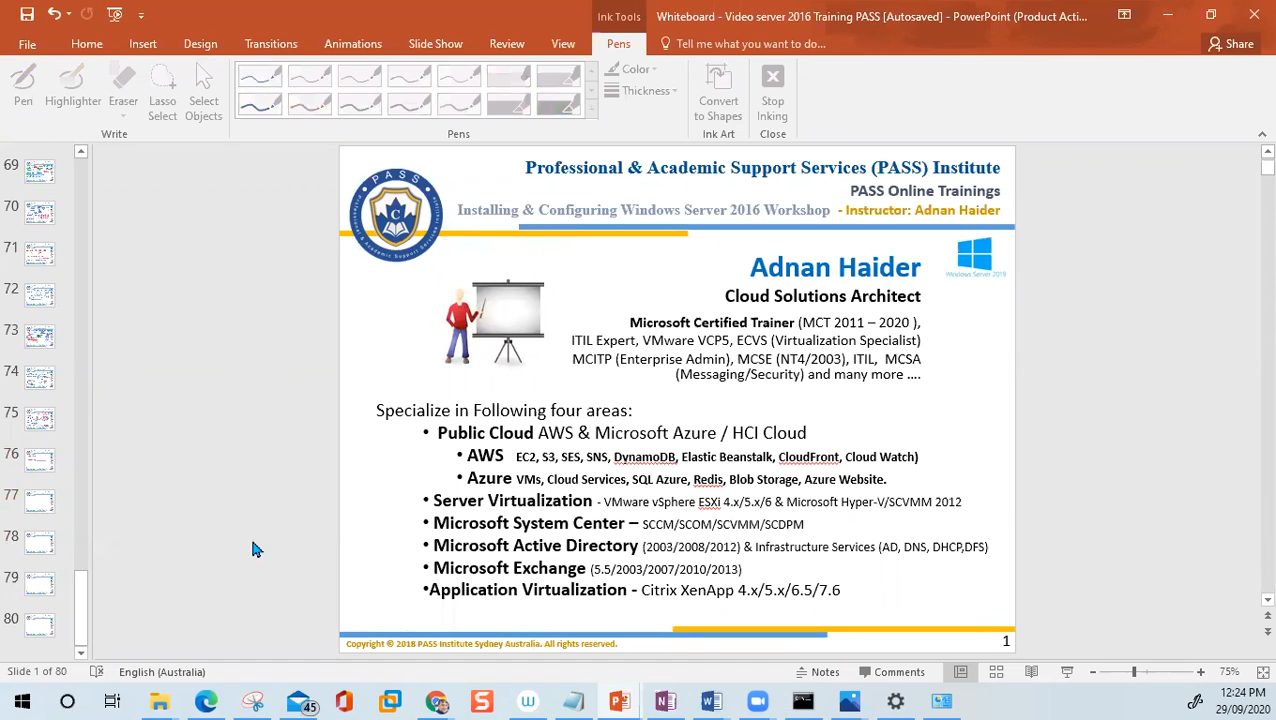 Ink Tools
Whiteboard - Video server 2016 Training PASS [Autosaved] - PowerPoint (Product Acti...
File Home Insert Design Transitions Animations Slide Show Review View Pens Tell me what you want to do... Share
Pen Highlighter Eraser Lasso Select Select Objects Color Thickness Convert to Shapes Stop Inking
Write Pens Ink Art Close
69
70
71
72
73
74
75
76
77
78
79
80
PASS
Professional & Academic Support Services (PASS) Institute
PASS Online Trainings
Installing & Configuring Windows Server 2016 Workshop - Instructor: Adnan Haider
Adnan Haider
Cloud Solutions Architect
Microsoft Certified Trainer (MCT 2011 – 2020 ),
ITIL Expert, VMware VCP5, ECVS (Virtualization Specialist)
MCITP (Enterprise Admin), MCSE (NT4/2003), ITIL, MCSA
(Messaging/Security) and many more ....
Specialize in Following four areas:
• Public Cloud AWS & Microsoft Azure / HCI Cloud
• AWS EC2, S3, SES, SNS, DynamoDB, Elastic Beanstalk, CloudFront, Cloud Watch)
• Azure VMs, Cloud Services, SQL Azure, Redis, Blob Storage, Azure Website.
• Server Virtualization - VMware vSphere ESXi 4.x/5.x/6 & Microsoft Hyper-V/SCVMM 2012
• Microsoft System Center – SCCM/SCOM/SCVMM/SCDPM
• Microsoft Active Directory (2003/2008/2012) & Infrastructure Services (AD, DNS, DHCP,DFS)
• Microsoft Exchange (5.5/2003/2007/2010/2013)
•Application Virtualization - Citrix XenApp 4.x/5.x/6.5/7.6
Copyright © 2018 PASS Institute Sydney Australia. All rights reserved.
1
Slide 1 of 80 English (Australia) Notes Comments 75%
45
12:24 PM
29/09/2020